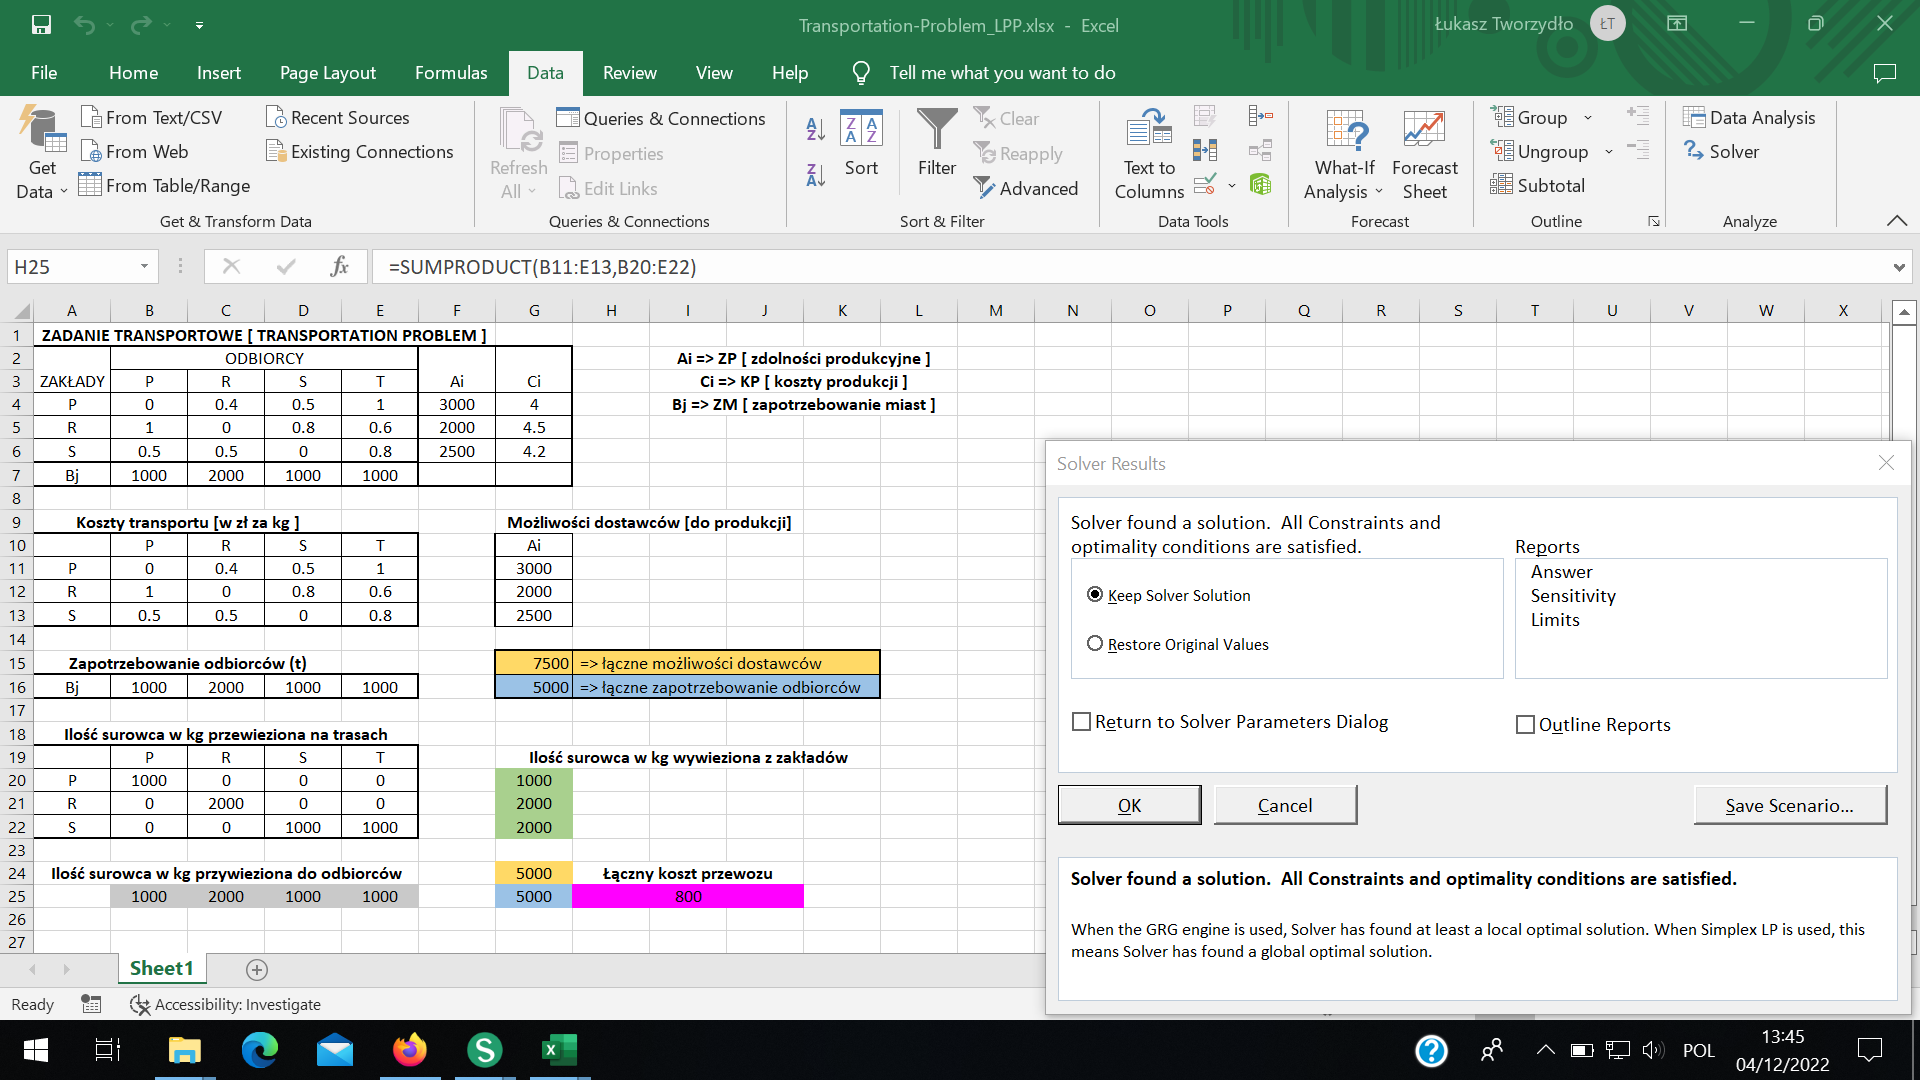 Transportation-Problem_LPP.xlsx - Excel
Łukasz Tworzydło ŁT
File Home Insert Page Layout Formulas Data Review View Help Tell me what you want to do
Get Data
From Text/CSV
From Web
From Table/Range
Recent Sources
Existing Connections
Get & Transform Data
Refresh All
Queries & Connections
Properties
Edit Links
Queries & Connections
Sort
Filter
Clear
Reapply
Advanced
Sort & Filter
Text to Columns
Data Tools
What-If Analysis
Forecast Sheet
Forecast
Group
Ungroup
Subtotal
Outline
Data Analysis
Solver
Analyze
H25 fx =SUMPRODUCT(B11:E13,B20:E22)
A B C D E F G H I J K L M N O P Q R S T U V W X
1 ZADANIE TRANSPORTOWE [ TRANSPORTATION PROBLEM ]
2 ODBIORCY Ai => ZP [ zdolności produkcyjne ]
3 ZAKŁADY P R S T Ai Ci Ci => KP [ koszty produkcji ]
4 P 0 0.4 0.5 1 3000 4 Bj => ZM [ zapotrzebowanie miast ]
5 R 1 0 0.8 0.6 2000 4.5
6 S 0.5 0.5 0 0.8 2500 4.2
7 Bj 1000 2000 1000 1000
8
9 Koszty transportu [w zł za kg ] Możliwości dostawców [do produkcji]
10 P R S T Ai
11 P 0 0.4 0.5 1 3000
12 R 1 0 0.8 0.6 2000
13 S 0.5 0.5 0 0.8 2500
14
15 Zapotrzebowanie odbiorców (t) 7500 => łączne możliwości dostawców
16 Bj 1000 2000 1000 1000 5000 => łączne zapotrzebowanie odbiorców
17
18 Ilość surowca w kg przewieziona na trasach
19 P R S T Ilość surowca w kg wywieziona z zakładów
20 P 1000 0 0 0 1000
21 R 0 2000 0 0 2000
22 S 0 0 1000 1000 2000
23
24 Ilość surowca w kg przywieziona do odbiorców 5000 Łączny koszt przewozu
25 1000 2000 1000 1000 5000 800
26
27
Solver Results
Solver found a solution. All Constraints and
optimality conditions are satisfied.
Keep Solver Solution
Restore Original Values
Reports
Answer
Sensitivity
Limits
Return to Solver Parameters Dialog
Outline Reports
OK Cancel Save Scenario...
Solver found a solution. All Constraints and optimality conditions are satisfied.
When the GRG engine is used, Solver has found at least a local optimal solution. When Simplex LP is used, this
means Solver has found a global optimal solution.
Sheet1
Ready Accessibility: Investigate
POL
13:45
04/12/2022